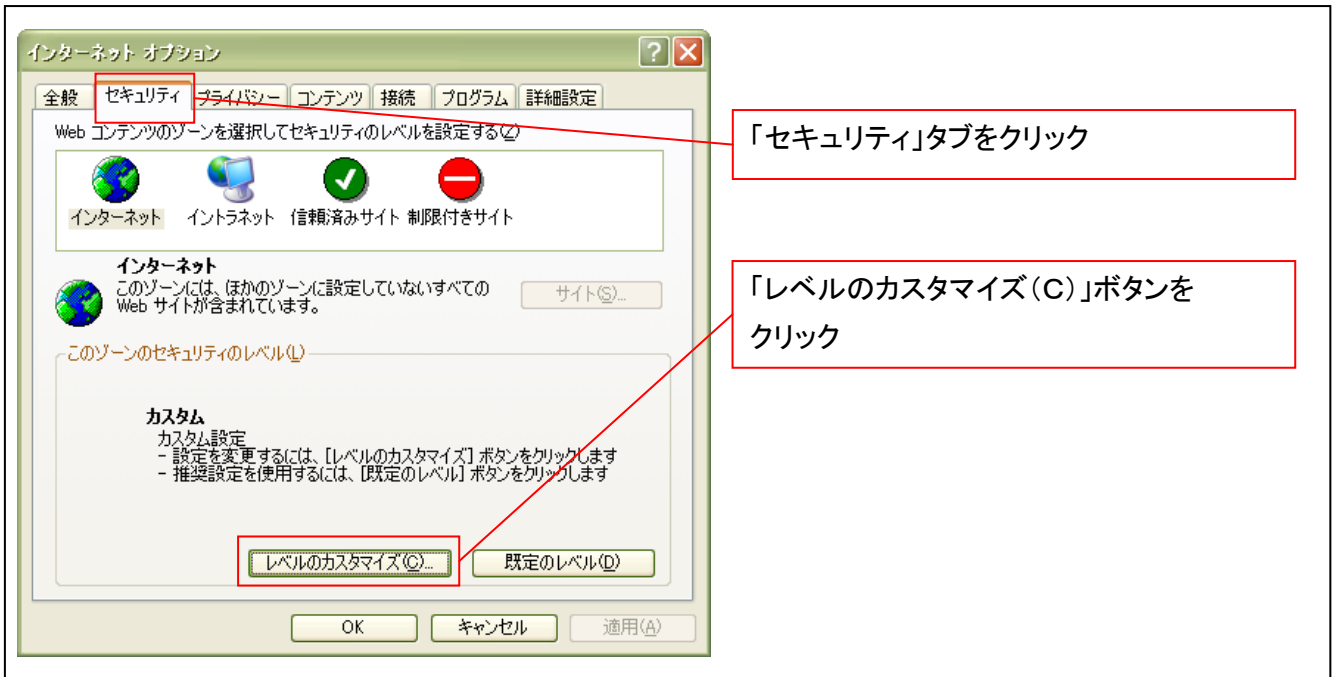 インターネット オプション
全般 セキュリティ プライバシー コンテンツ 接続 プログラム 詳細設定
Web コンテンツのゾーンを選択してセキュリティのレベルを設定する(Z)
インターネット イントラネット 信頼済みサイト 制限付きサイト
インターネット
このゾーンには、ほかのゾーンに設定していないすべての
Web サイトが含まれています。
サイト(S)...
このゾーンのセキュリティのレベル(L)
カスタム
カスタム設定
- 設定を変更するには、[レベルのカスタマイズ] ボタンをクリックします
- 推奨設定を使用するには、[既定のレベル] ボタンをクリックします
レベルのカスタマイズ(C)... 既定のレベル(D)
OK キャンセル 適用(A)
「セキュリティ」タブをクリック
「レベルのカスタマイズ(C)」ボタンを
クリック